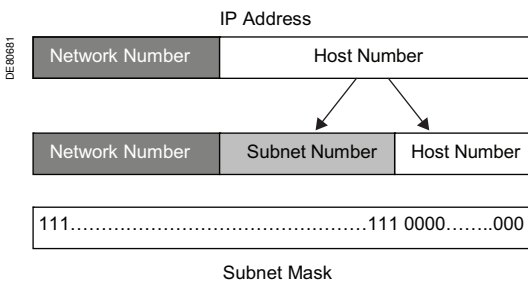 IP Address
DE80681
Network Number Host Number
Network Number Subnet Number Host Number
111................................................111 0000........000
Subnet Mask